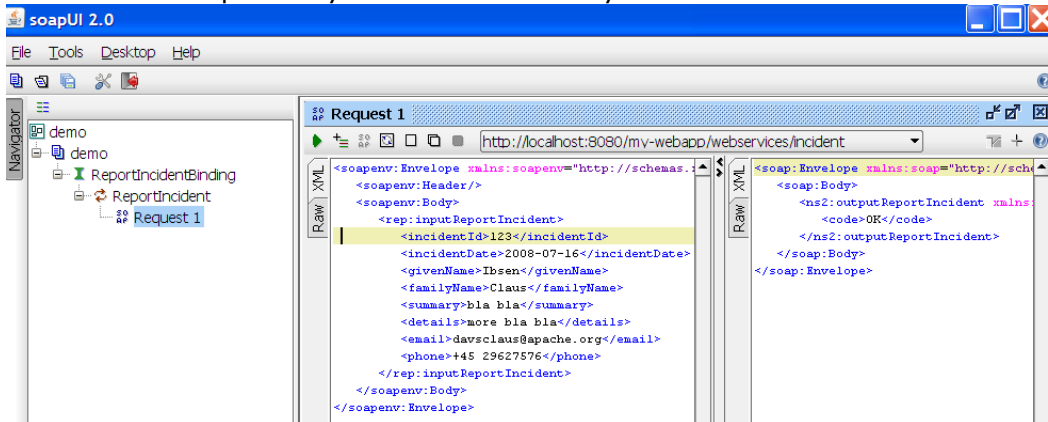 soapUI 2.0
File Tools Desktop Help
Navigator
demo
demo
ReportIncidentBinding
ReportIncident
Request 1
Request 1
http://localhost:8080/my-webapp/webservices/incident
XML
Raw
<soapenv:Envelope xmlns:soapenv="http://schemas.
<soapenv:Header/>
<soapenv:Body>
<rep:inputReportIncident>
<incidentId>123</incidentId>
<incidentDate>2008-07-16</incidentDate>
<givenName>Ibsen</givenName>
<familyName>Claus</familyName>
<summary>bla bla</summary>
<details>more bla bla</details>
<email>davsclaus@apache.org</email>
<phone>+45 29627576</phone>
</rep:inputReportIncident>
</soapenv:Body>
</soapenv:Envelope>
XML
Raw
<soap:Envelope xmlns:soap="http://sche
<soap:Body>
<ns2:outputReportIncident xmlns:
<code>OK</code>
</ns2:outputReportIncident>
</soap:Body>
</soap:Envelope>